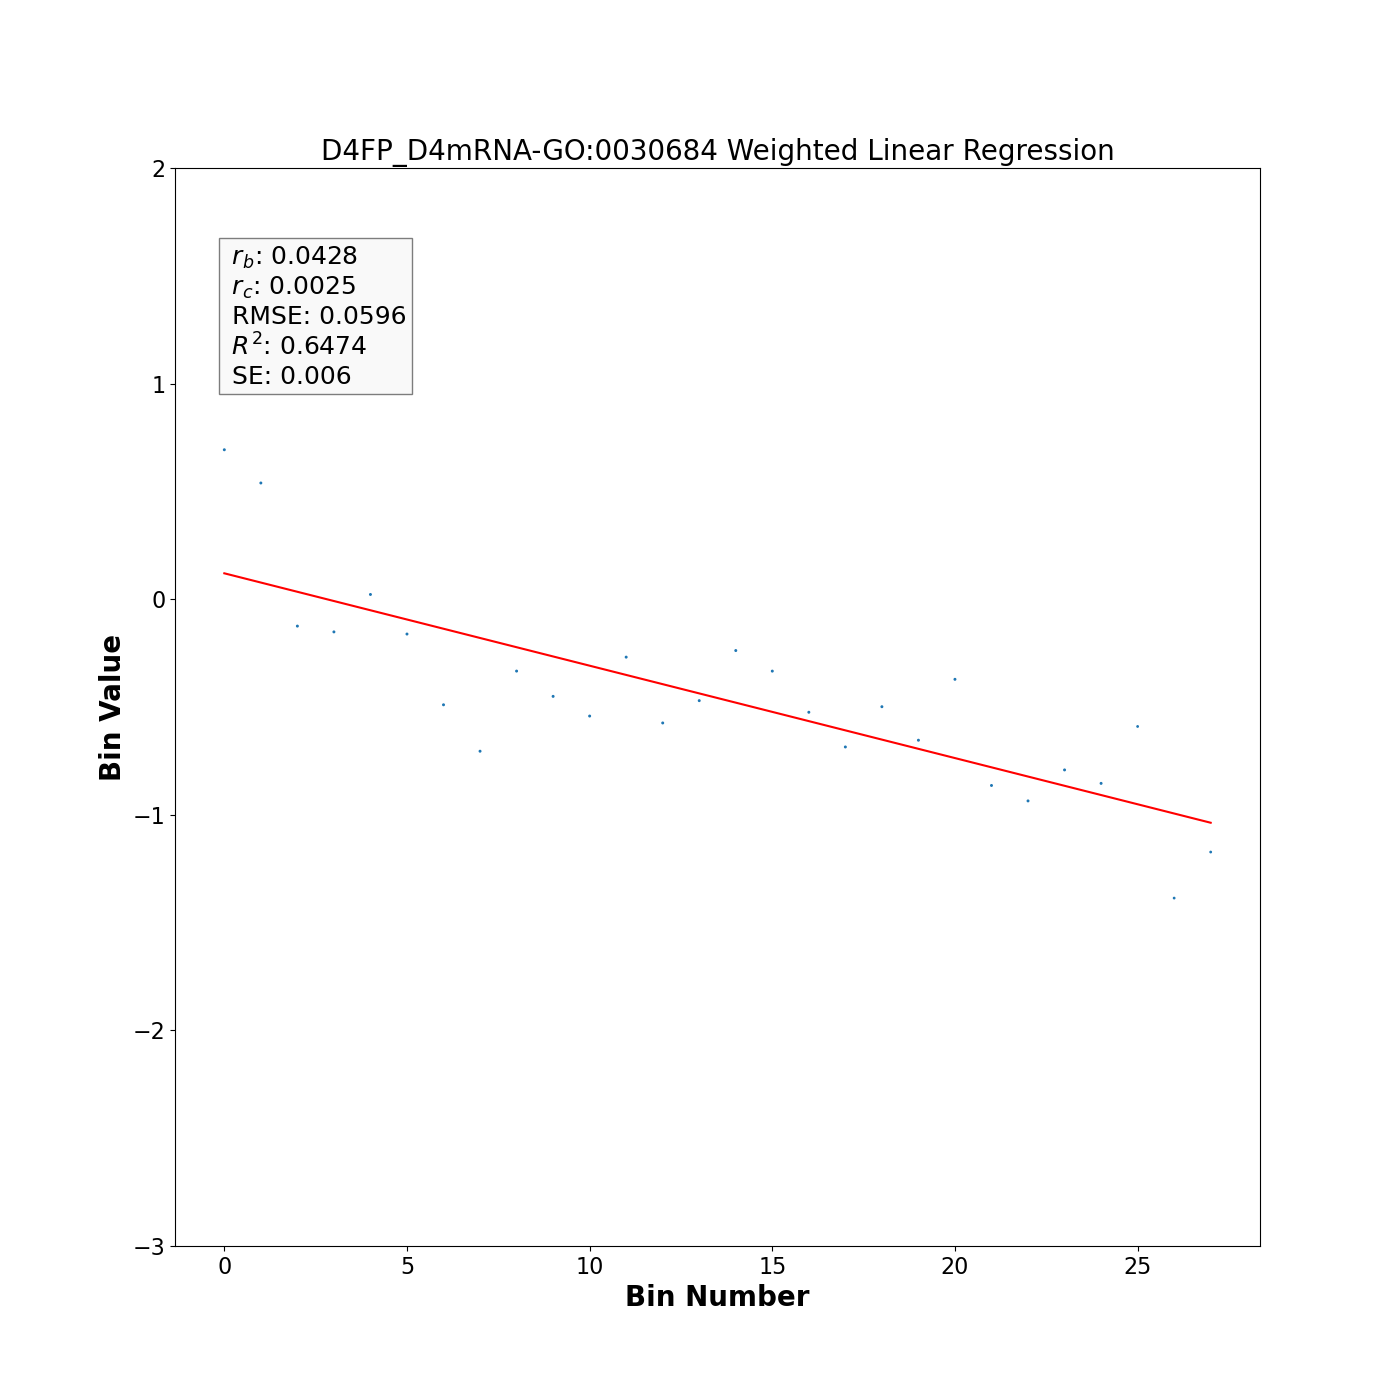 D4FP_D4mRNA-GO:0030684 Weighted Linear Regression
2
r_b: 0.0428
r_c: 0.0025
RMSE: 0.0596
R²: 0.6474
SE: 0.006
1
0
−1
−2
−3
Bin Value
0 5 10 15 20 25
Bin Number